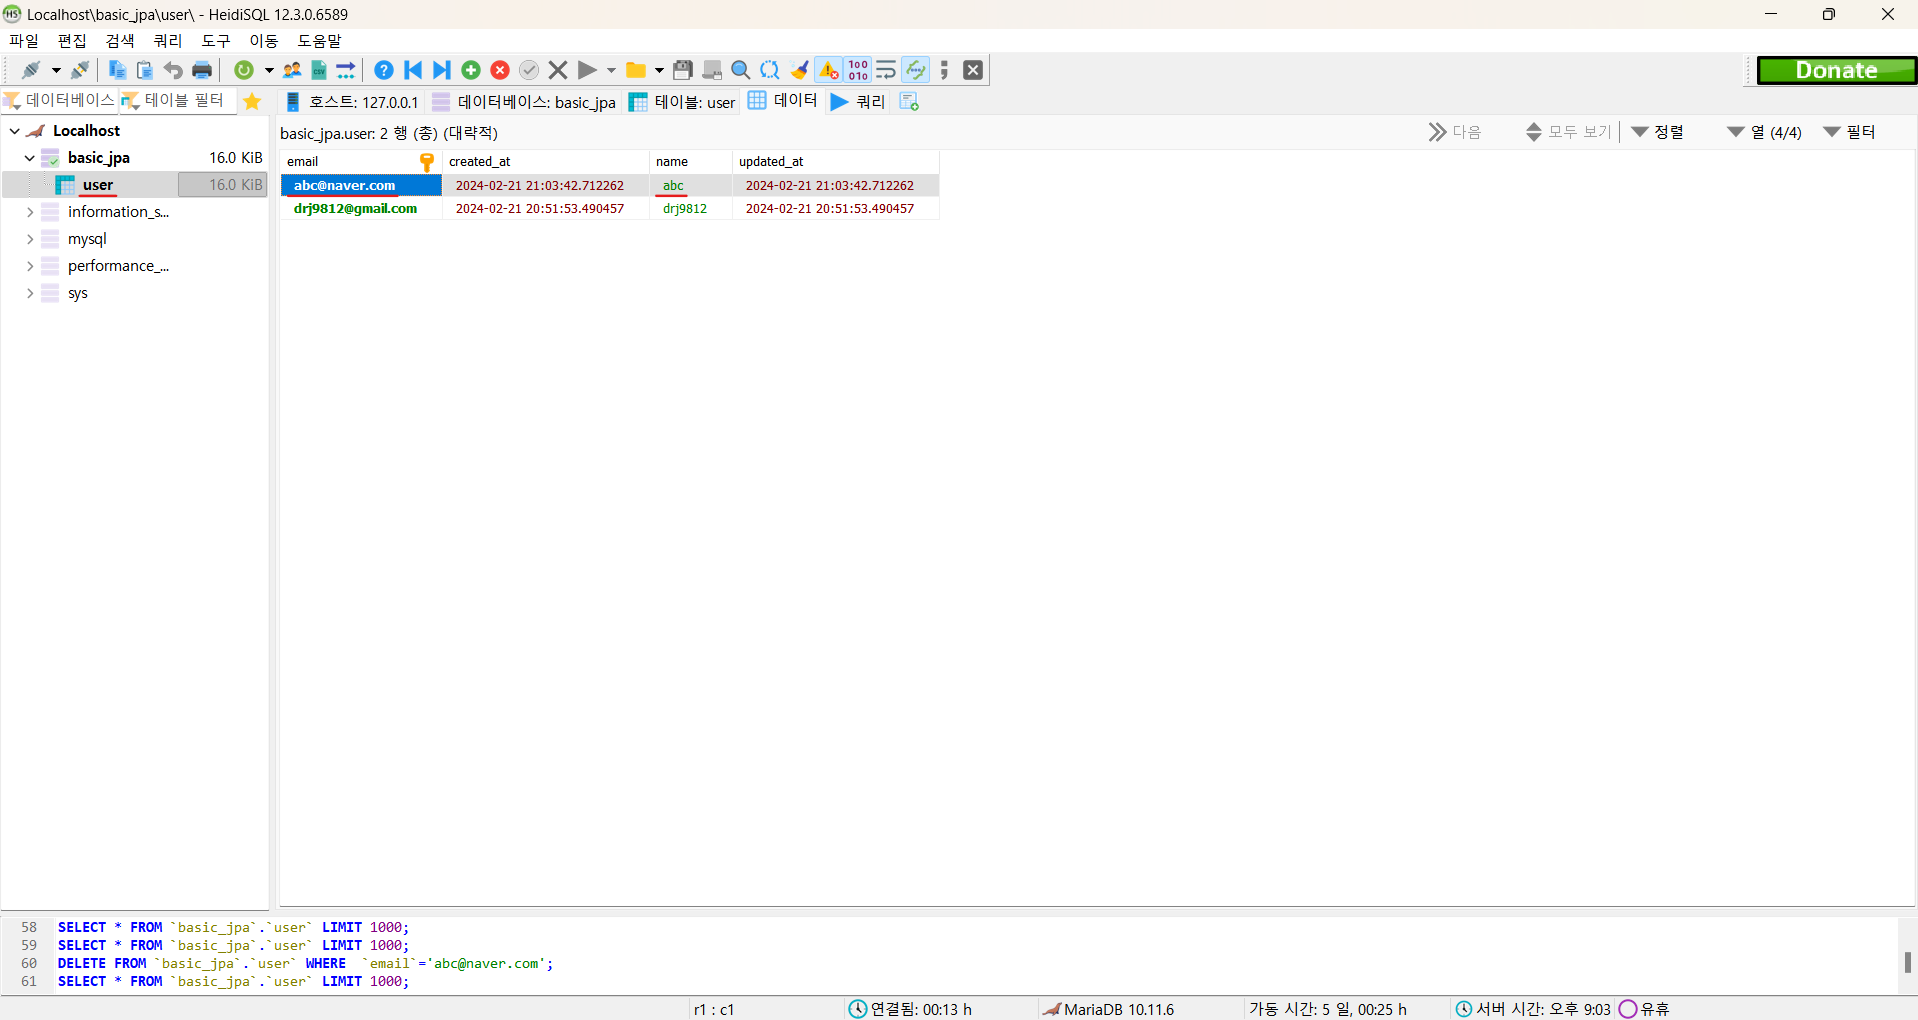 HS Localhost\basic_jpa\user\ - HeidiSQL 12.3.0.6589
파일 편집 검색 쿼리 도구 이동 도움말
Donate
데이터베이스 테이블 필터 호스트: 127.0.0.1 데이터베이스: basic_jpa 테이블: user 데이터 쿼리
Localhost
basic_jpa 16.0 KiB
user 16.0 KiB
information_s...
mysql
performance_...
sys
basic_jpa.user: 2 행 (총) (대략적) 다음 모두 보기 정렬 열 (4/4) 필터
email created_at name updated_at
abc@naver.com 2024-02-21 21:03:42.712262 abc 2024-02-21 21:03:42.712262
drj9812@gmail.com 2024-02-21 20:51:53.490457 drj9812 2024-02-21 20:51:53.490457
58 SELECT * FROM `basic_jpa`.`user` LIMIT 1000;
59 SELECT * FROM `basic_jpa`.`user` LIMIT 1000;
60 DELETE FROM `basic_jpa`.`user` WHERE  `email`='abc@naver.com';
61 SELECT * FROM `basic_jpa`.`user` LIMIT 1000;
r1 : c1 연결됨: 00:13 h MariaDB 10.11.6 가동 시간: 5 일, 00:25 h 서버 시간: 오후 9:03 유휴